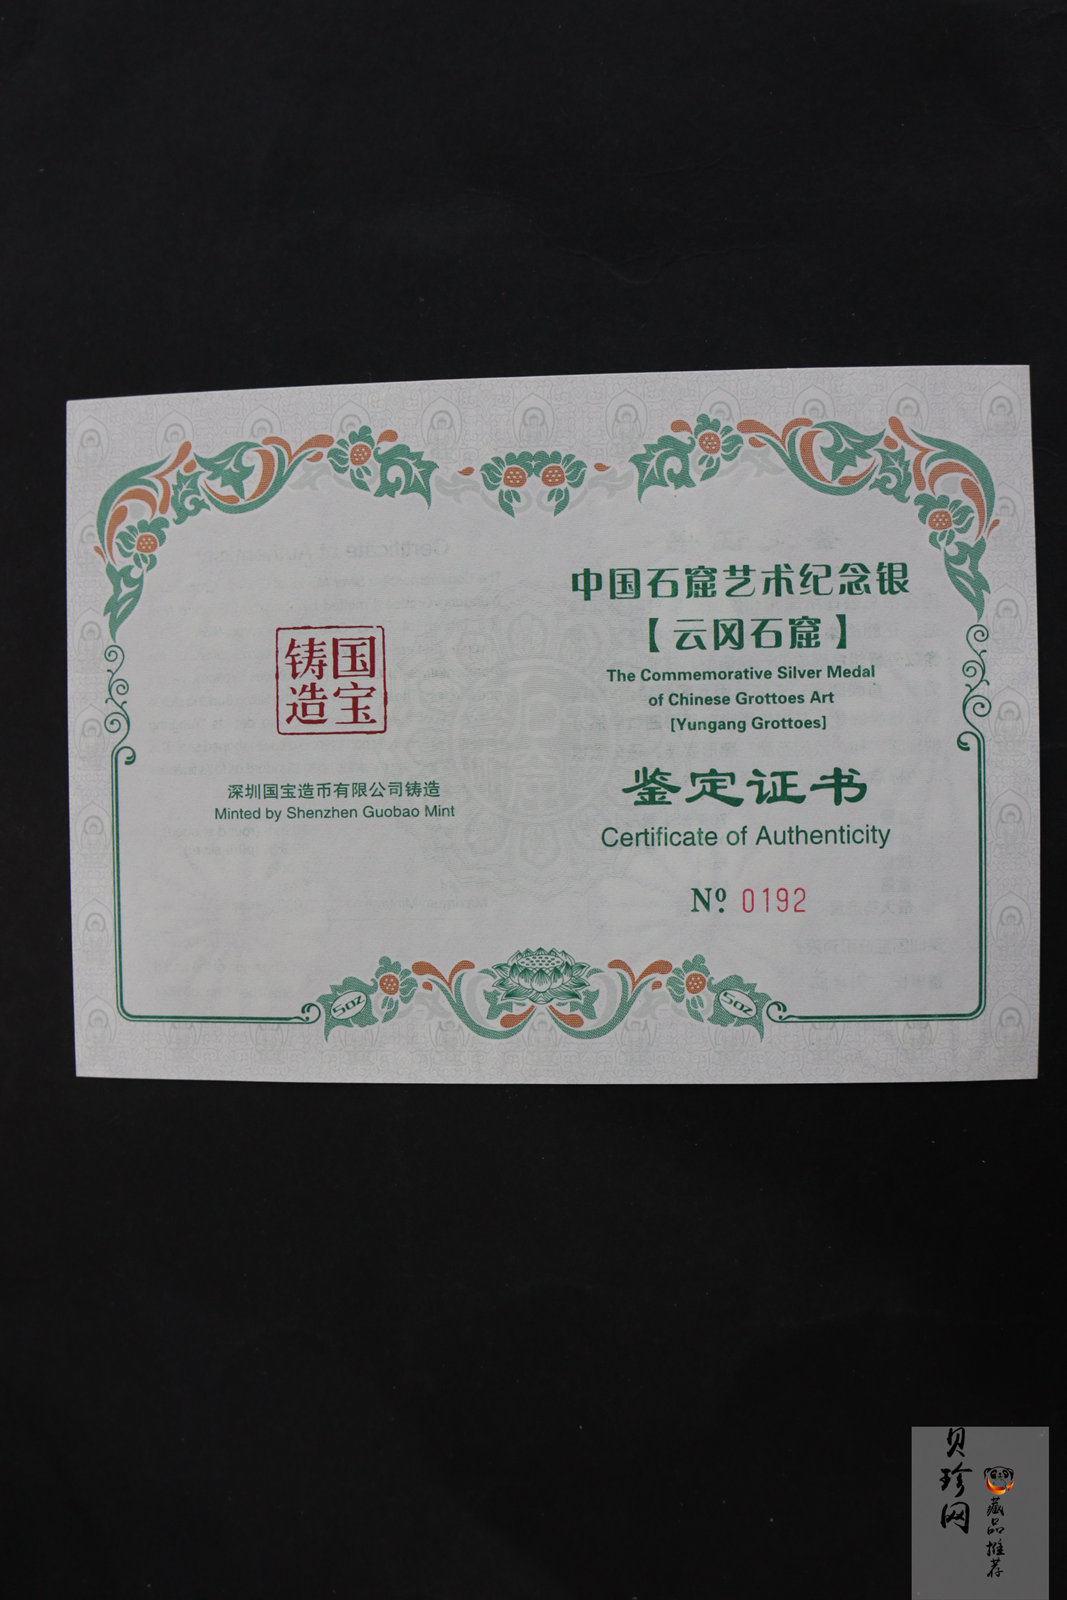 国宝
铸造
深圳国宝造币有限公司铸造
Minted by Shenzhen Guobao Mint
中国石窟艺术纪念银
【云冈石窟】
The Commemorative Silver Medal
of Chinese Grottoes Art
[Yungang Grottoes]
鉴定证书
Certificate of Authenticity
Nº 0192
5oz
5oz
贝珍网
藏品推荐